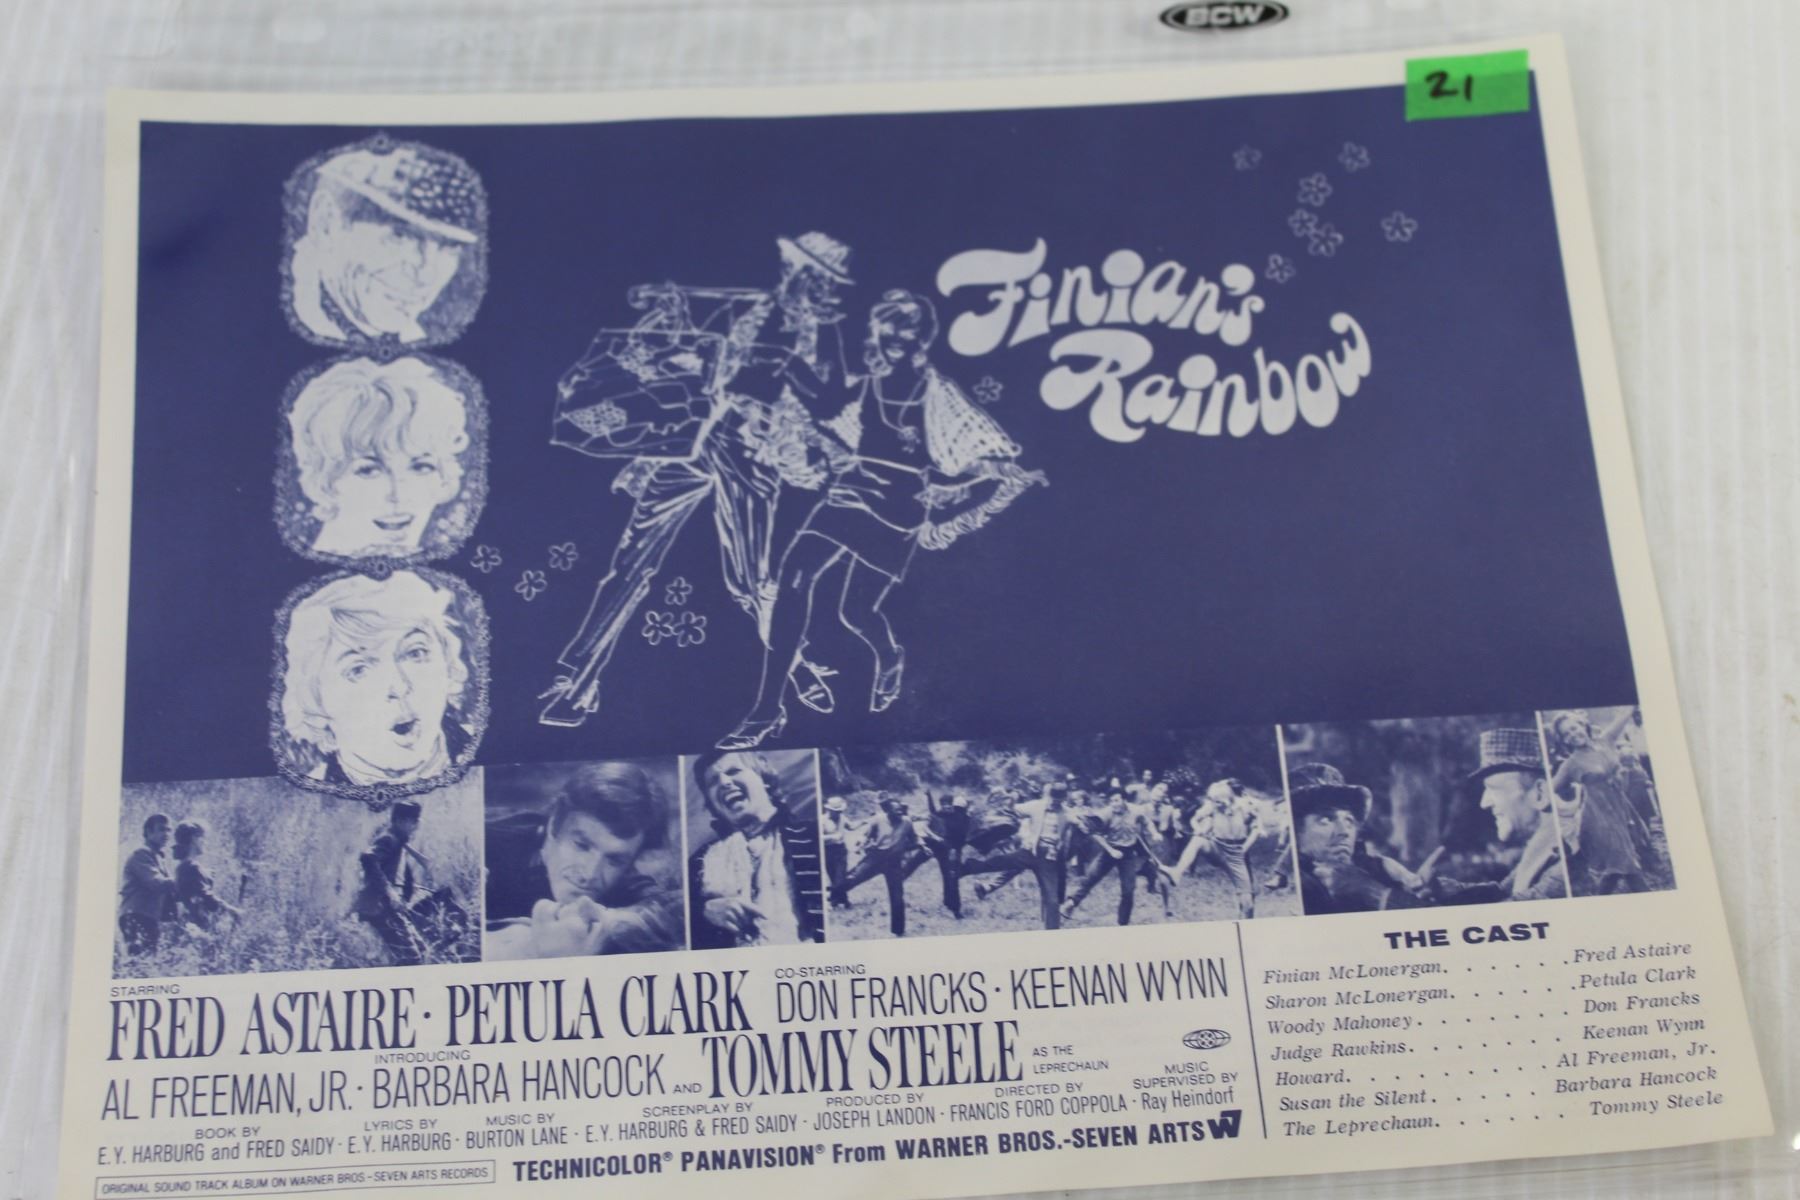 BCW
21
Finian's
Rainbow
STARRING
FRED ASTAIRE · PETULA CLARK
CO-STARRING
DON FRANCKS · KEENAN WYNN
AL FREEMAN, JR. ·
INTRODUCING
BARBARA HANCOCK
AND TOMMY STEELE
AS THE
LEPRECHAUN
BOOK BY
E.Y. HARBURG and FRED SAIDY ·
LYRICS BY
E.Y. HARBURG ·
MUSIC BY
BURTON LANE ·
SCREENPLAY BY
E.Y. HARBURG & FRED SAIDY ·
PRODUCED BY
JOSEPH LANDON ·
DIRECTED BY
FRANCIS FORD COPPOLA ·
MUSIC
SUPERVISED BY
Ray Heindorf
ORIGINAL SOUND TRACK ALBUM ON WARNER BROS-SEVEN ARTS RECORDS
TECHNICOLOR® PANAVISION® From WARNER BROS.-SEVEN ARTS W7
THE CAST
Finian McLonergan. . . . . .Fred Astaire
Sharon McLonergan. . . . . .Petula Clark
Woody Mahoney. . . . . . . Don Francks
Judge Rawkins. . . . . . . Keenan Wynn
Howard. . . . . . . . Al Freeman, Jr.
Susan the Silent. . . . . Barbara Hancock
The Leprechaun. . . . . . Tommy Steele